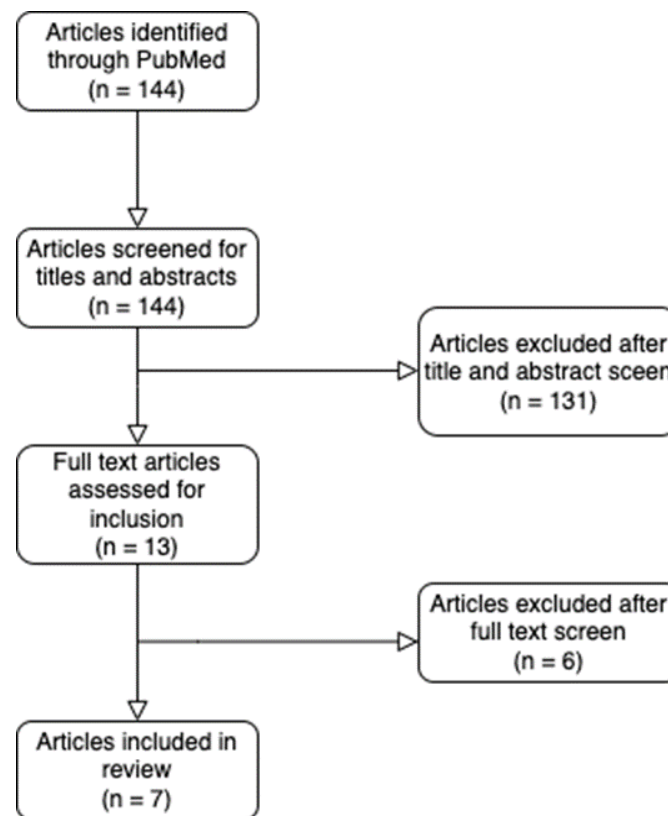 Articles identified
through PubMed
(n = 144)
Articles screened for
titles and abstracts
(n = 144)
Articles excluded after
title and abstract sceen
(n = 131)
Full text articles
assessed for
inclusion
(n = 13)
Articles excluded after
full text screen
(n = 6)
Articles included in
review
(n = 7)